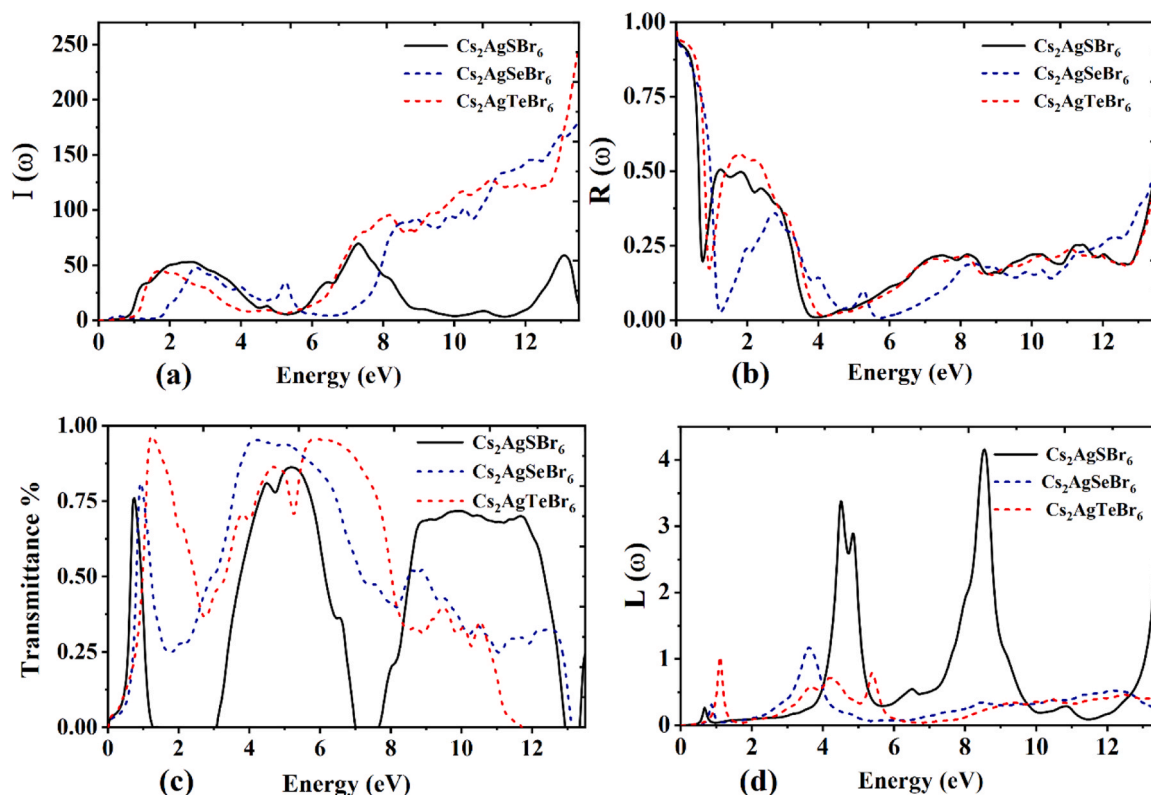 250
200
150
100
50
0
I (ω)
Cs₂AgSBr₆
Cs₂AgSeBr₆
Cs₂AgTeBr₆
0 2 4 6 8 10 12
(a) Energy (eV)
1.00
0.75
0.50
0.25
0.00
R (ω)
Cs₂AgSBr₆
Cs₂AgSeBr₆
Cs₂AgTeBr₆
0 2 4 6 8 10 12
(b) Energy (eV)
1.00
0.75
0.50
0.25
0.00
Transmittance %
Cs₂AgSBr₆
Cs₂AgSeBr₆
Cs₂AgTeBr₆
0 2 4 6 8 10 12
(c) Energy (eV)
4
3
2
1
0
L (ω)
Cs₂AgSBr₆
Cs₂AgSeBr₆
Cs₂AgTeBr₆
0 2 4 6 8 10 12
(d) Energy (eV)